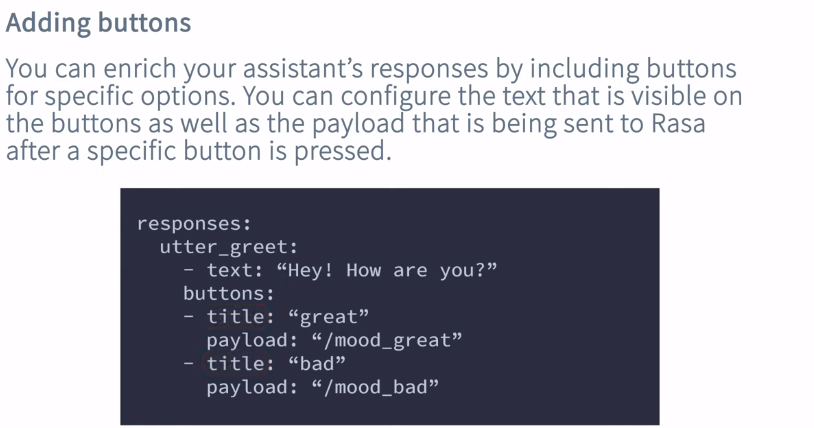 Adding buttons
You can enrich your assistant’s responses by including buttons
for specific options. You can configure the text that is visible on
the buttons as well as the payload that is being sent to Rasa
after a specific button is pressed.
responses:
  utter_greet:
    - text: “Hey! How are you?”
    buttons:
    - title: “great”
      payload: “/mood_great”
    - title: “bad”
      payload: “/mood_bad”